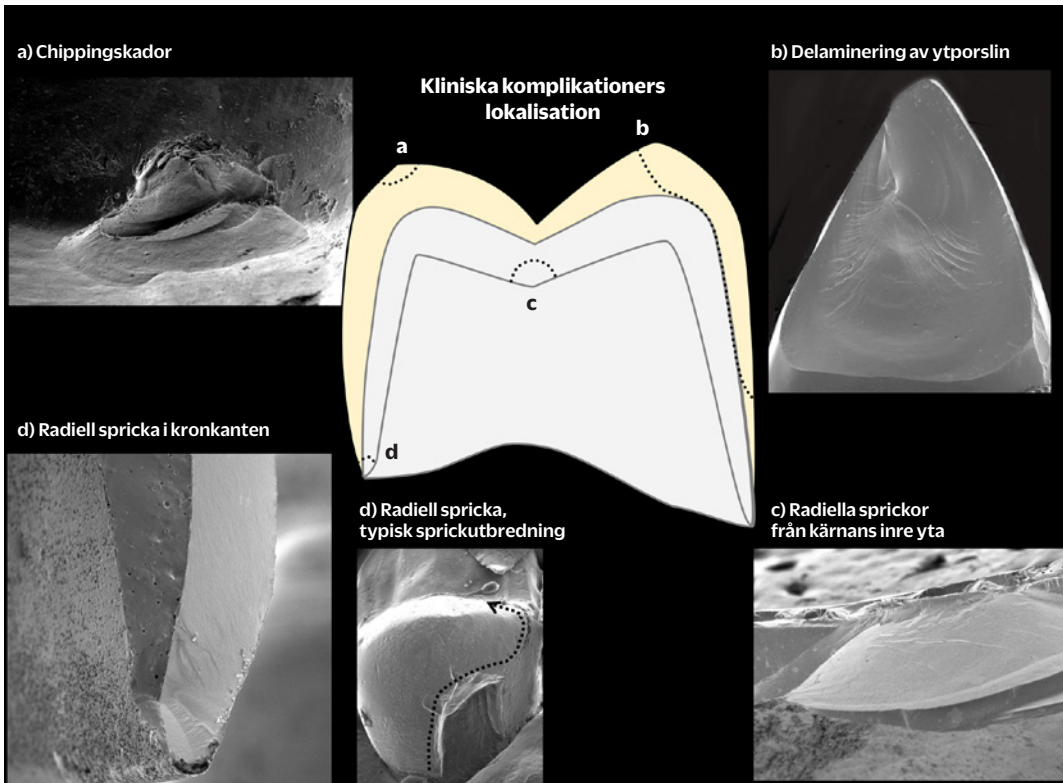 a) Chippingskador
Kliniska komplikationers
lokalisation
b) Delaminering av ytporslin
a
b
c
d
d) Radiell spricka i kronkanten
d) Radiell spricka,
typisk sprickutbredning
c) Radiella sprickor
från kärnans inre yta